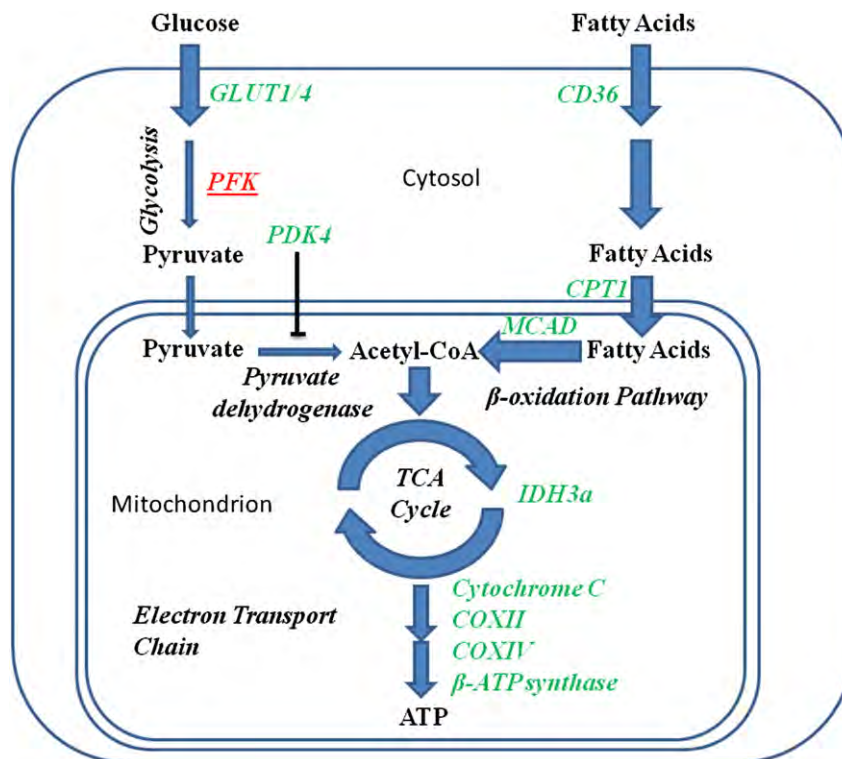 Glucose
Fatty Acids
GLUT1/4
CD36
Glycolysis
PFK
Cytosol
PDK4
Pyruvate
Fatty Acids
CPT1
MCAD
Pyruvate
Acetyl-CoA
Fatty Acids
Pyruvate
dehydrogenase
β-oxidation Pathway
TCA
Cycle
Mitochondrion
IDH3a
Electron Transport
Chain
Cytochrome C
COXII
COXIV
β-ATP synthase
ATP